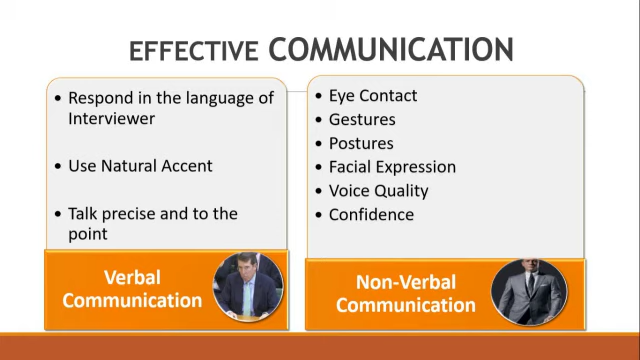 EFFECTIVE COMMUNICATION
• Respond in the language of
Interviewer
• Use Natural Accent
• Talk precise and to the
point
Verbal
Communication
• Eye Contact
• Gestures
• Postures
• Facial Expression
• Voice Quality
• Confidence
Non-Verbal
Communication